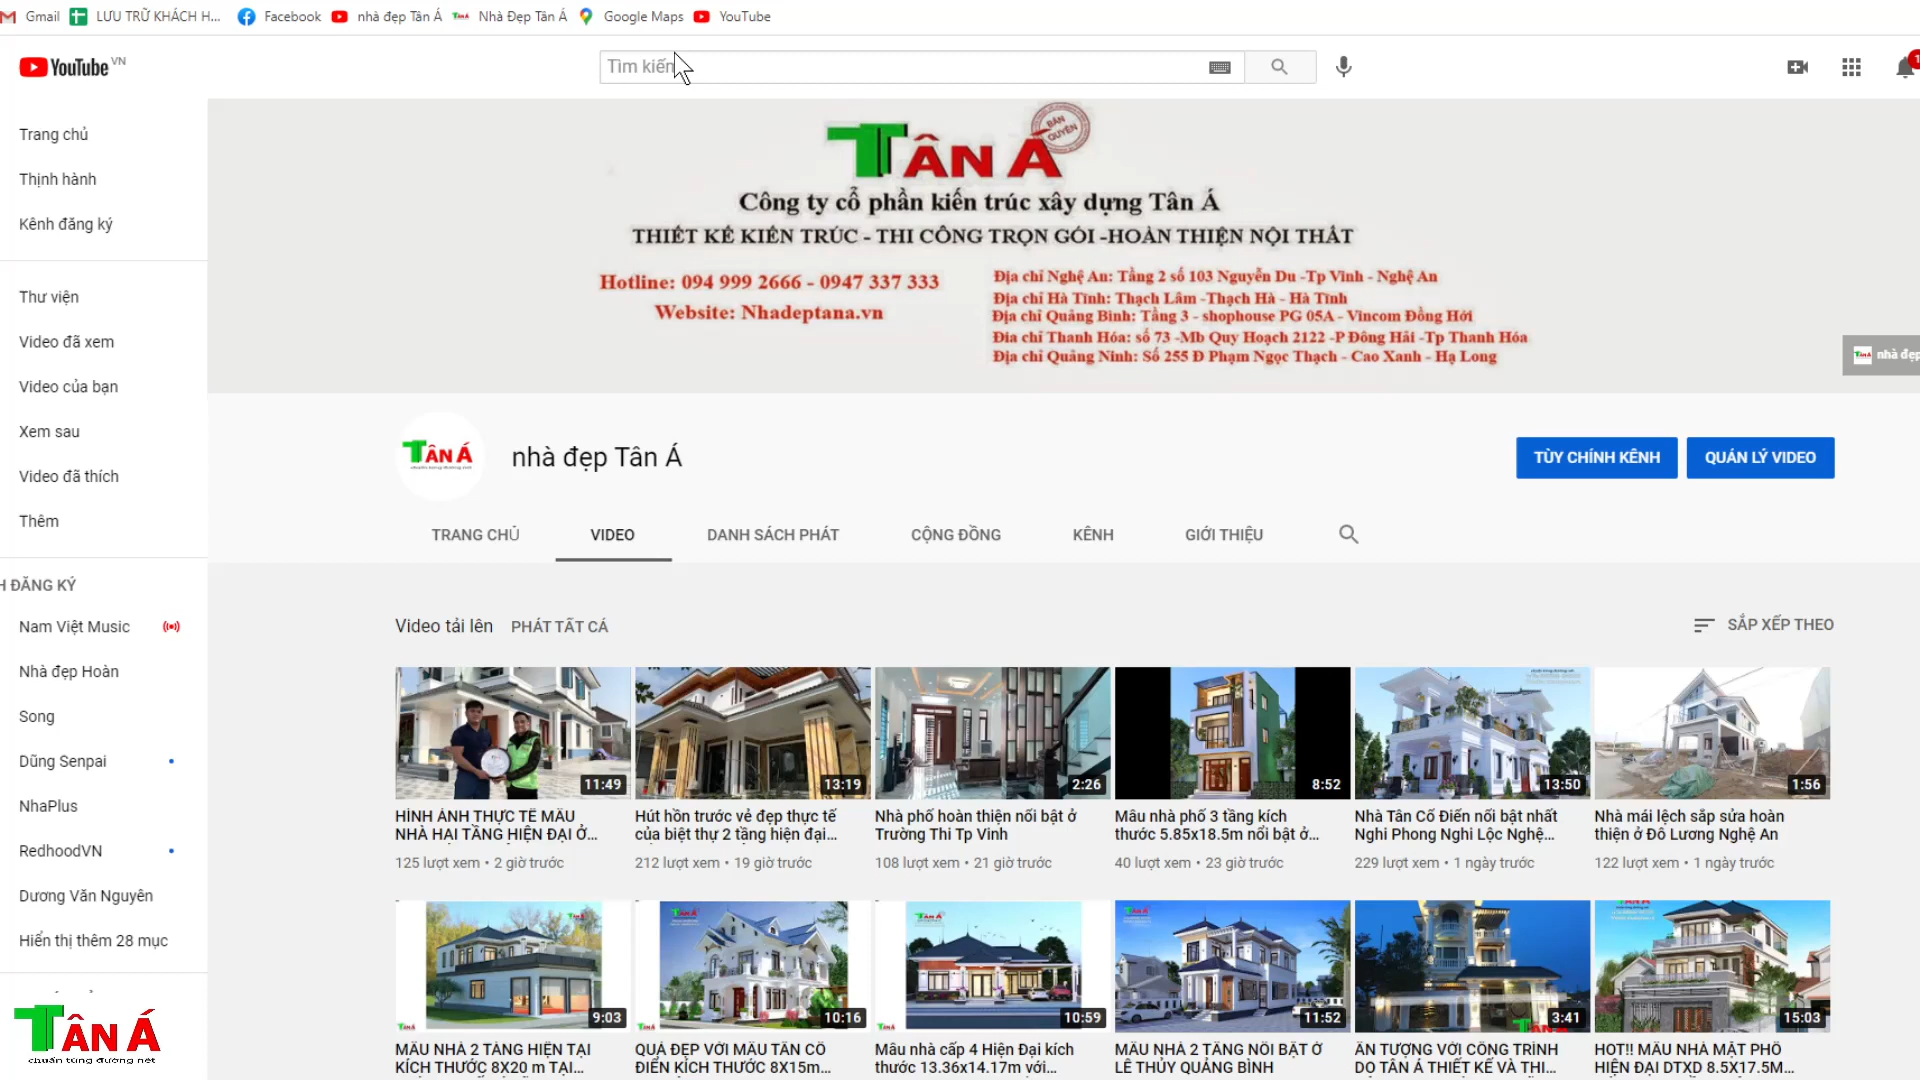 Gmail
LƯU TRỮ KHÁCH H...
Facebook
nhà đẹp Tân Á
Nhà Đẹp Tân Á
Google Maps
YouTube
YouTube VN
Tìm kiếm
1
Trang chủ
Thịnh hành
Kênh đăng ký
Thư viện
Video đã xem
Video của bạn
Xem sau
Video đã thích
Thêm
H ĐĂNG KÝ
Nam Việt Music
Nhà đẹp Hoàn
Song
Dũng Senpai
NhaPlus
RedhoodVN
Dương Văn Nguyên
Hiển thị thêm 28 mục
TÂN Á
chuẩn từng đường nét
TÂN Á
BẢN QUYỀN
Công ty cổ phần kiến trúc xây dựng Tân Á
THIẾT KẾ KIẾN TRÚC - THI CÔNG TRỌN GÓI -HOÀN THIỆN NỘI THẤT
Hotline: 094 999 2666 - 0947 337 333
Website: Nhadeptana.vn
Địa chỉ Nghệ An: Tầng 2 số 103 Nguyễn Du -Tp Vinh - Nghệ An
Địa chỉ Hà Tĩnh: Thạch Lâm -Thạch Hà - Hà Tĩnh
Địa chỉ Quảng Bình: Tầng 3 - shophouse PG 05A - Vincom Đồng Hới
Địa chỉ Thanh Hóa: số 73 -Mb Quy Hoạch 2122 -P Đông Hải -Tp Thanh Hóa
Địa chỉ Quảng Ninh: Số 255 Đ Phạm Ngọc Thạch - Cao Xanh - Hạ Long
nhà đẹp
TÂN Á
nhà đẹp Tân Á
TÙY CHỈNH KÊNH
QUẢN LÝ VIDEO
TRANG CHỦ
VIDEO
DANH SÁCH PHÁT
CỘNG ĐỒNG
KÊNH
GIỚI THIỆU
Video tải lên
PHÁT TẤT CẢ
SẮP XẾP THEO
11:49
13:19
2:26
8:52
13:50
1:56
HÌNH ẢNH THỰC TẾ MẪU
NHÀ HAI TẦNG HIỆN ĐẠI Ở...
125 lượt xem • 2 giờ trước
Hút hồn trước vẻ đẹp thực tế
của biệt thự 2 tầng hiện đại...
212 lượt xem • 19 giờ trước
Nhà phố hoàn thiện nổi bật ở
Trường Thi Tp Vinh
108 lượt xem • 21 giờ trước
Mẫu nhà phố 3 tầng kích
thước 5.85x18.5m nổi bật ở...
40 lượt xem • 23 giờ trước
Nhà Tân Cổ Điển nổi bật nhất
Nghi Phong Nghi Lộc Nghệ...
229 lượt xem • 1 ngày trước
Nhà mái lệch sắp sửa hoàn
thiện ở Đô Lương Nghệ An
122 lượt xem • 1 ngày trước
9:03
10:16
10:59
11:52
3:41
15:03
MẪU NHÀ 2 TẦNG HIỆN TẠI
KÍCH THƯỚC 8X20 m TẠI...
QUÁ ĐẸP VỚI MẪU TÂN CỔ
ĐIỂN KÍCH THƯỚC 8X15m...
Mẫu nhà cấp 4 Hiện Đại kích
thước 13.36x14.17m với...
MẪU NHÀ 2 TẦNG NỔI BẬT Ở
LỆ THỦY QUẢNG BÌNH
ẤN TƯỢNG VỚI CÔNG TRÌNH
DO TÂN Á THIẾT KẾ VÀ THI...
HOT!! MẪU NHÀ MẶT PHỐ
HIỆN ĐẠI DTXD 8.5X17.5M...